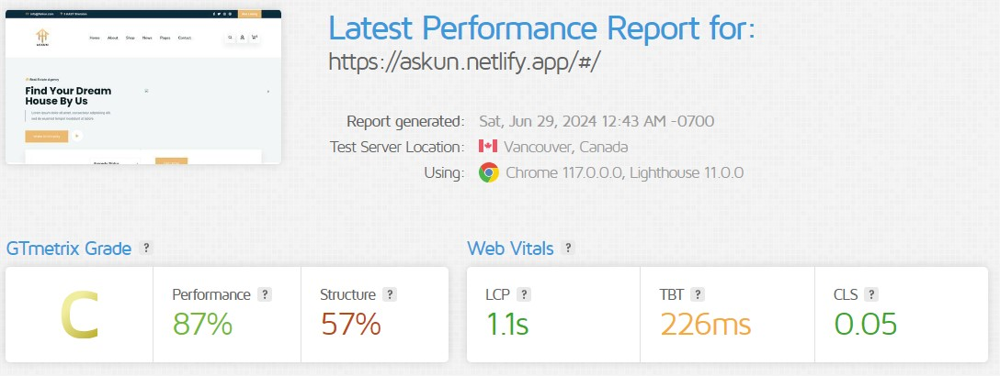 Home About Shop News Pages Contact
ASKUN
Real Estate Agency
Find Your Dream
House By Us
Latest Performance Report for:
https://askun.netlify.app/#/
Report generated: Sat, Jun 29, 2024 12:43 AM -0700
Test Server Location: Vancouver, Canada
Using: Chrome 117.0.0.0, Lighthouse 11.0.0
GTmetrix Grade ?
Web Vitals ?
C
Performance ?
87%
Structure ?
57%
LCP ?
1.1s
TBT ?
226ms
CLS ?
0.05